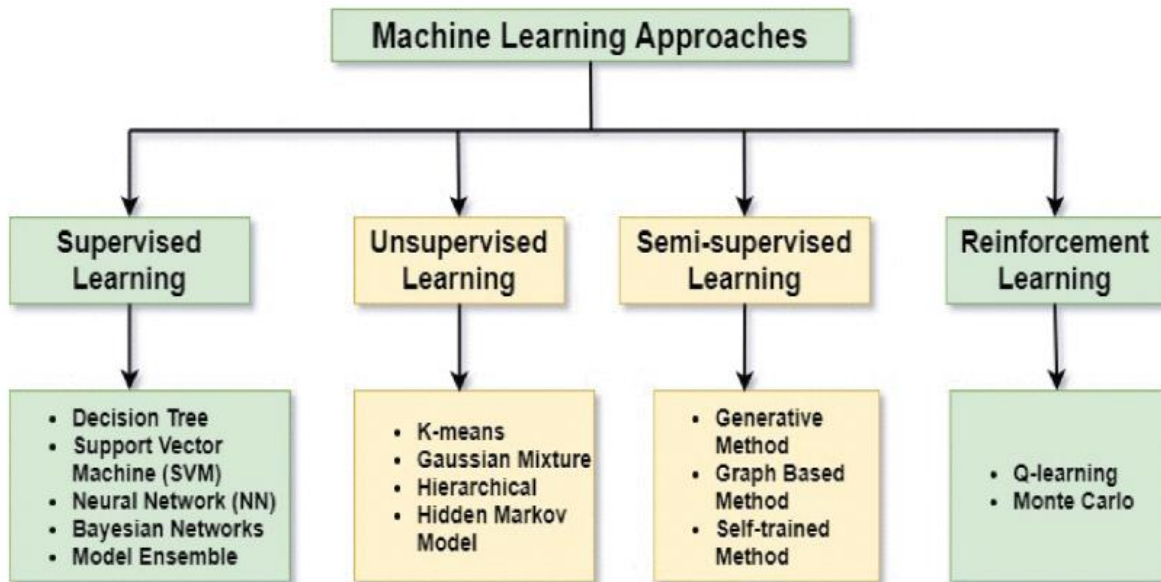 Machine Learning Approaches
Supervised
Learning
Unsupervised
Learning
Semi-supervised
Learning
Reinforcement
Learning
• Decision Tree
• Support Vector
Machine (SVM)
• Neural Network (NN)
• Bayesian Networks
• Model Ensemble
• K-means
• Gaussian Mixture
• Hierarchical
• Hidden Markov
Model
• Generative
Method
• Graph Based
Method
• Self-trained
Method
• Q-learning
• Monte Carlo